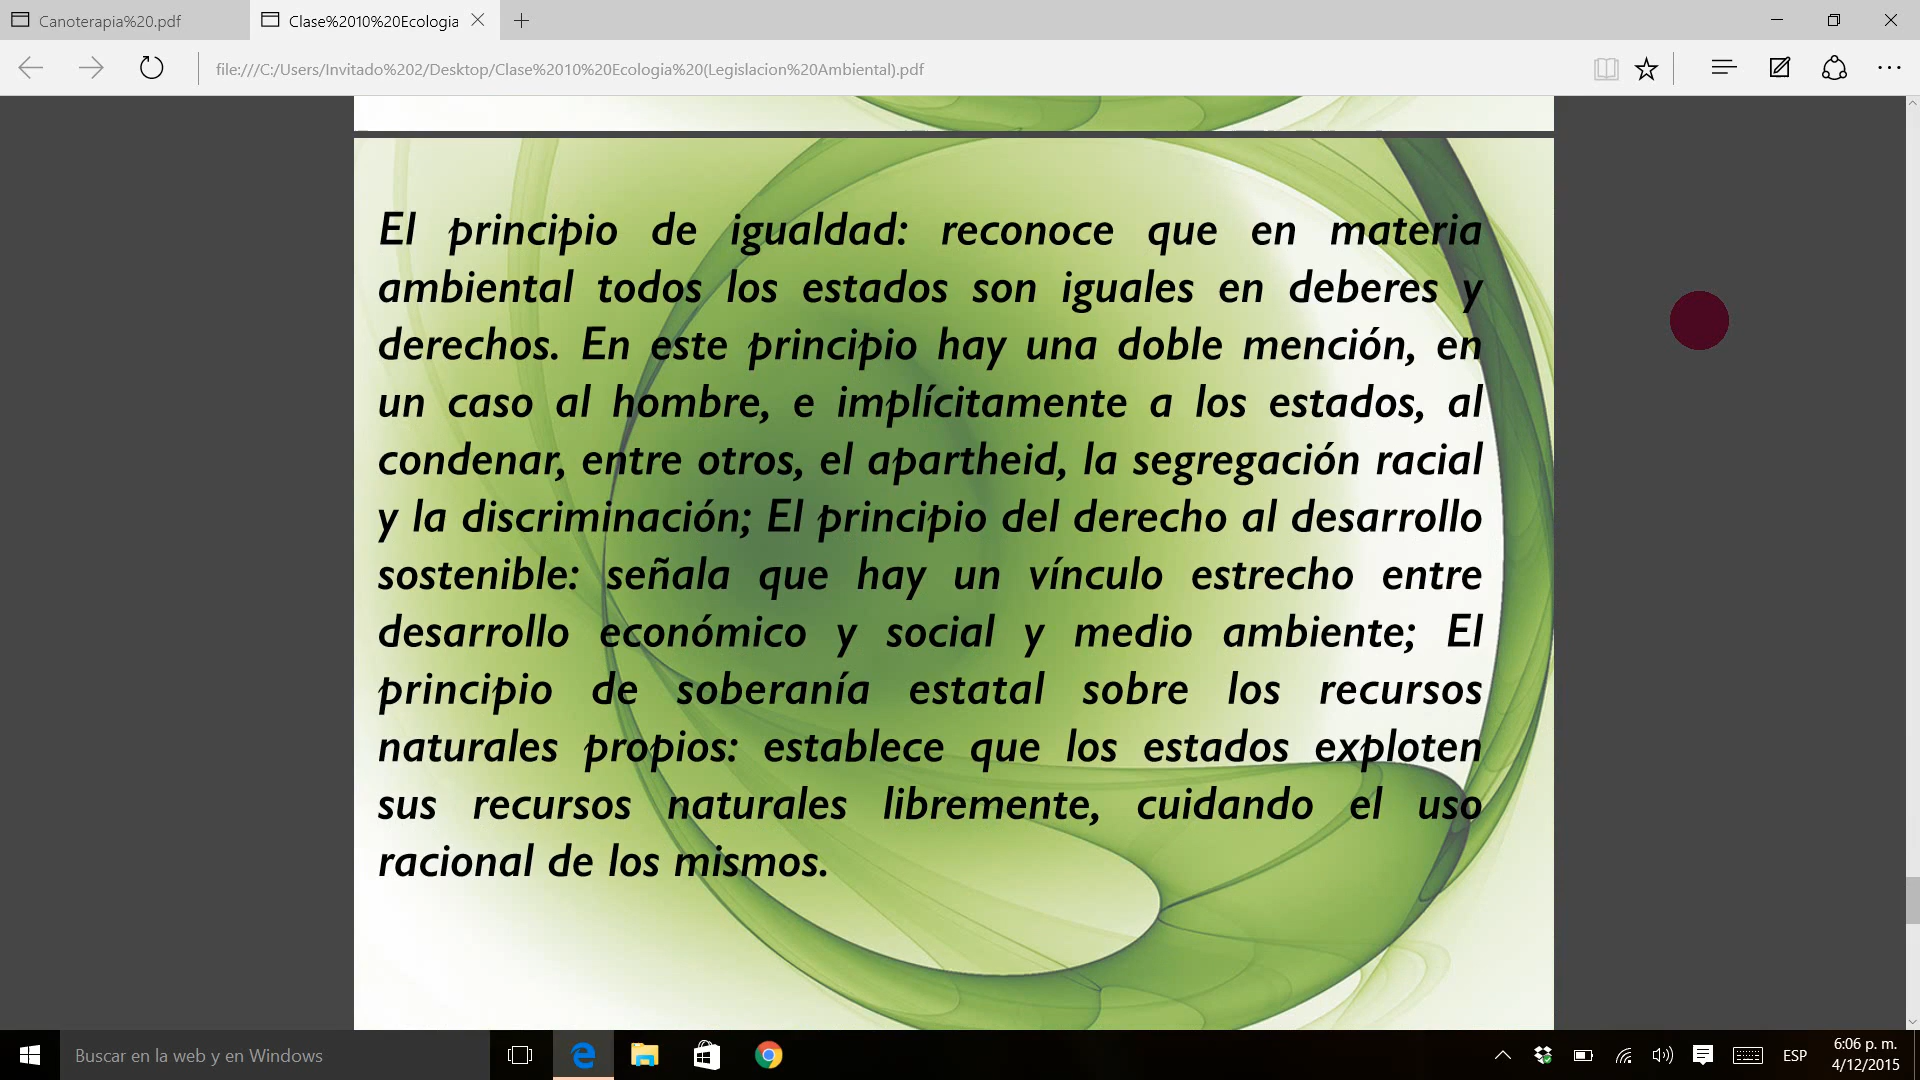 Canoterapia%20.pdf
Clase%2010%20Ecologia
file:///C:/Users/Invitado%202/Desktop/Clase%2010%20Ecologia%20(Legislacion%20Ambiental).pdf
El principio de igualdad: reconoce que en materia
ambiental todos los estados son iguales en deberes y
derechos. En este principio hay una doble mención, en
un caso al hombre, e implícitamente a los estados, al
condenar, entre otros, el apartheid, la segregación racial
y la discriminación; El principio del derecho al desarrollo
sostenible: señala que hay un vínculo estrecho entre
desarrollo económico y social y medio ambiente; El
principio de soberanía estatal sobre los recursos
naturales propios: establece que los estados exploten
sus recursos naturales libremente, cuidando el uso
racional de los mismos.
Buscar en la web y en Windows
ESP
6:06 p. m.
4/12/2015